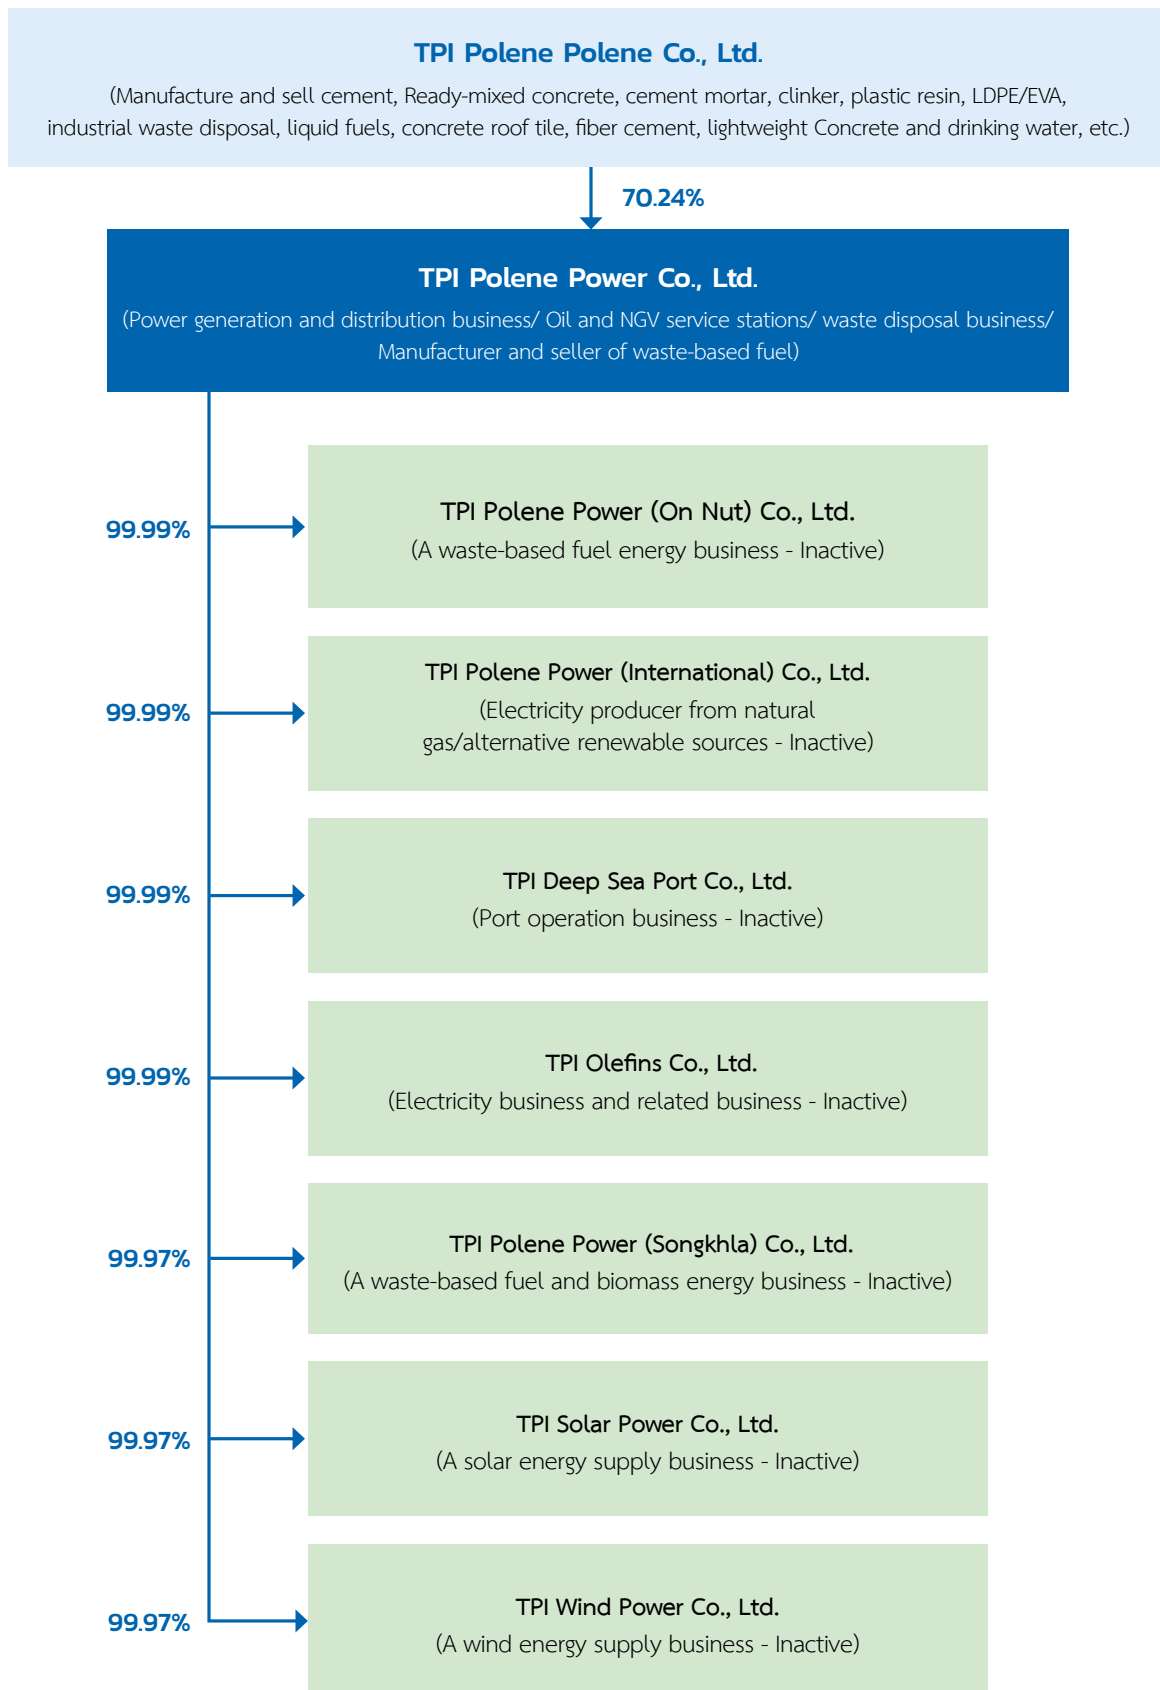 TPI Polene Polene Co., Ltd.
(Manufacture and sell cement, Ready-mixed concrete, cement mortar, clinker, plastic resin, LDPE/EVA,
industrial waste disposal, liquid fuels, concrete roof tile, fiber cement, lightweight Concrete and drinking water, etc.)
70.24%
TPI Polene Power Co., Ltd.
(Power generation and distribution business/ Oil and NGV service stations/ waste disposal business/
Manufacturer and seller of waste-based fuel)
99.99%
TPI Polene Power (On Nut) Co., Ltd.
(A waste-based fuel energy business - Inactive)
99.99%
TPI Polene Power (International) Co., Ltd.
(Electricity producer from natural
gas/alternative renewable sources - Inactive)
99.99%
TPI Deep Sea Port Co., Ltd.
(Port operation business - Inactive)
99.99%
TPI Olefins Co., Ltd.
(Electricity business and related business - Inactive)
99.97%
TPI Polene Power (Songkhla) Co., Ltd.
(A waste-based fuel and biomass energy business - Inactive)
99.97%
TPI Solar Power Co., Ltd.
(A solar energy supply business - Inactive)
99.97%
TPI Wind Power Co., Ltd.
(A wind energy supply business - Inactive)